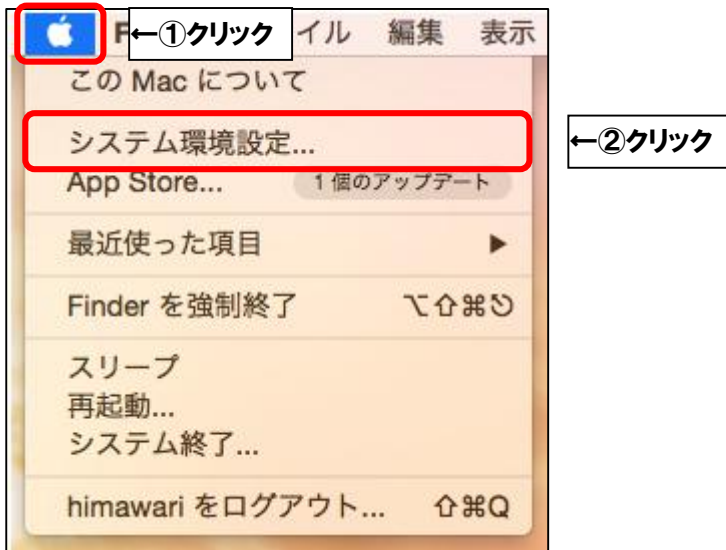 ←①クリック イル 編集 表示
この Mac について
システム環境設定...
←②クリック
App Store... 1 個のアップデート
最近使った項目 ▶
Finder を強制終了 ⌥⇧⌘⎋
スリープ
再起動...
システム終了...
himawari をログアウト... ⇧⌘Q